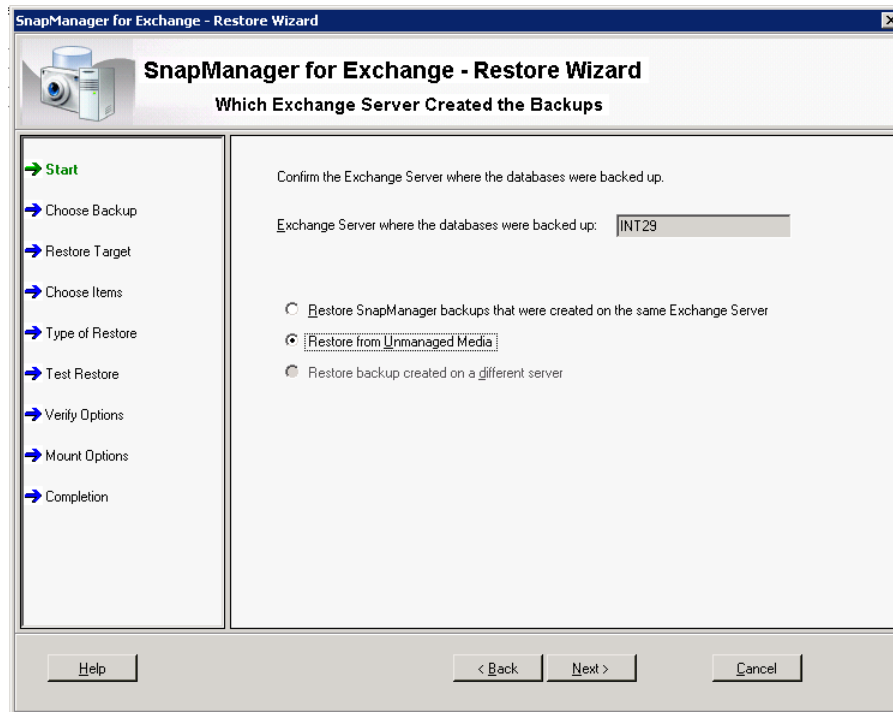 SnapManager for Exchange - Restore Wizard
SnapManager for Exchange - Restore Wizard
Which Exchange Server Created the Backups
Start
Choose Backup
Restore Target
Choose Items
Type of Restore
Test Restore
Verify Options
Mount Options
Completion
Confirm the Exchange Server where the databases were backed up.
Exchange Server where the databases were backed up: INT29
Restore SnapManager backups that were created on the same Exchange Server
Restore from Unmanaged Media
Restore backup created on a different server
Help
< Back
Next >
Cancel